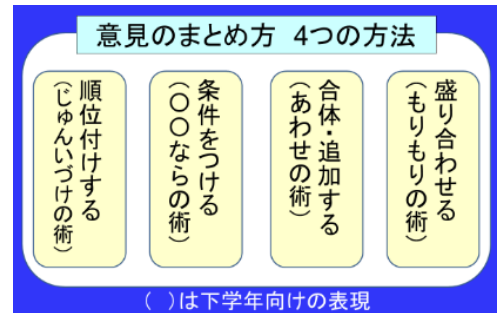 意見のまとめ方 4つの方法
盛り合わせる
(もりもりの術)
合体・追加する
(あわせの術)
条件をつける
(〇〇ならの術)
順位付けする
(じゅんいづけの術)
( )は下学年向けの表現